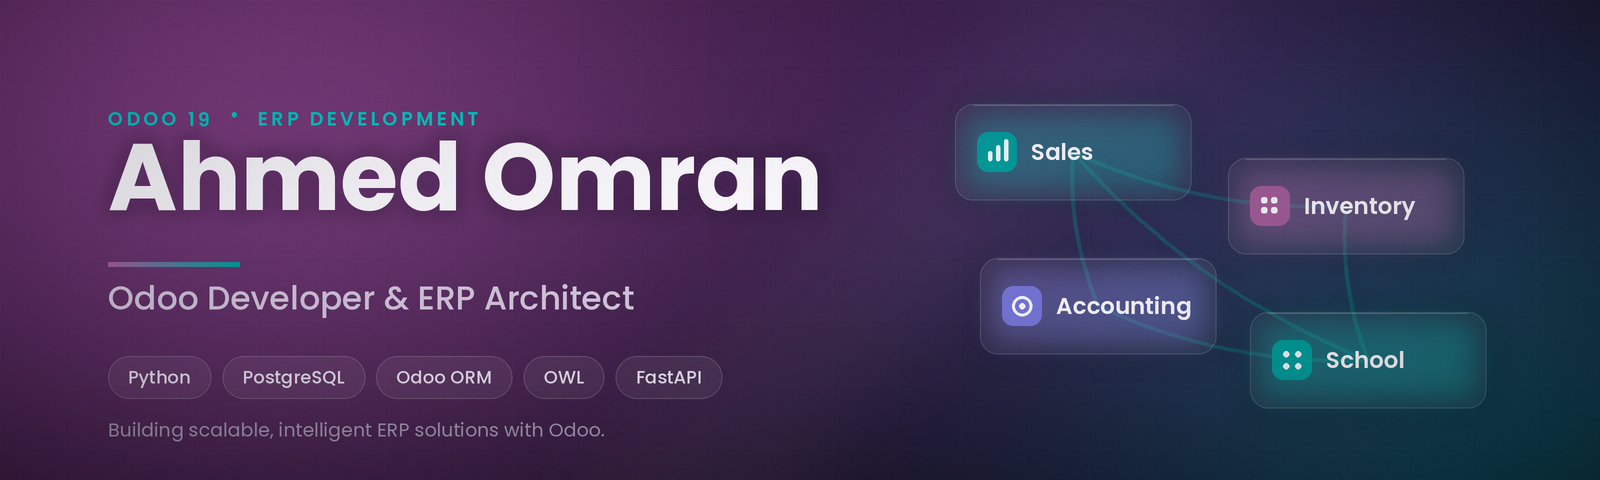 ODOO 19 • ERP DEVELOPMENT
Ahmed Omran
Odoo Developer & ERP Architect
Python PostgreSQL Odoo ORM OWL FastAPI
Building scalable, intelligent ERP solutions with Odoo.
Sales
Inventory
Accounting
School